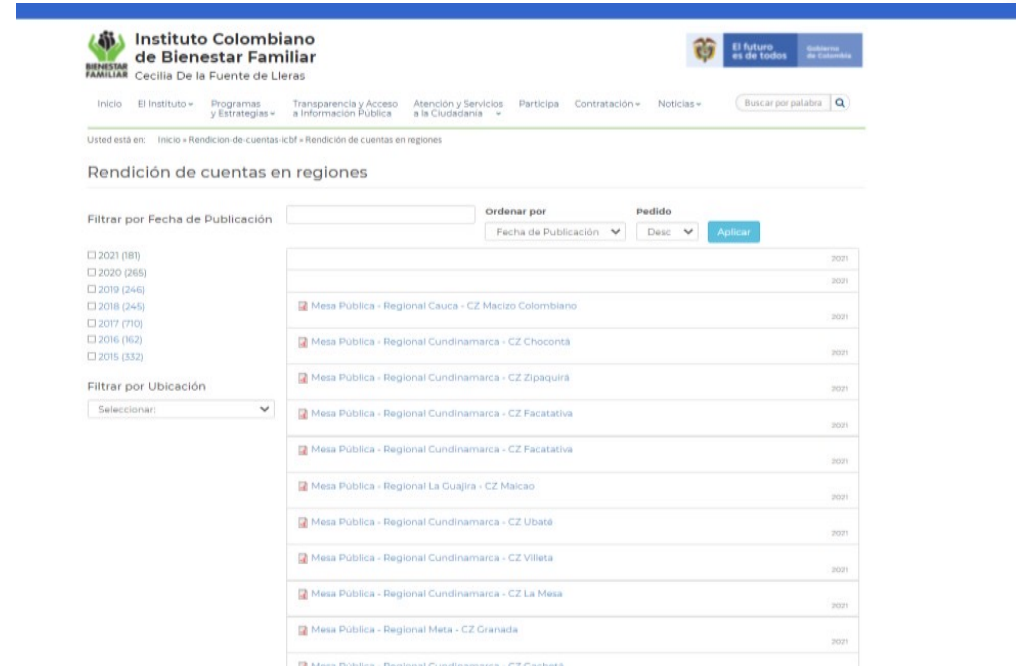 Instituto Colombiano
de Bienestar Familiar
BIENESTAR
FAMILIAR
Cecilia De la Fuente de Lleras
El futuro
es de todos
Gobierno
de Colombia
Inicio
El Instituto
Programas
y Estrategias
Transparencia y Acceso
a Información Pública
Atención y Servicios
a la Ciudadanía
Participa
Contratación
Noticias
Buscar por palabra
Usted está en: Inicio » Rendicion-de-cuentas-icbf » Rendición de cuentas en regiones
Rendición de cuentas en regiones
Filtrar por Fecha de Publicación
2021 (181)
2020 (265)
2019 (246)
2018 (245)
2017 (710)
2016 (162)
2015 (332)
Filtrar por Ubicación
Seleccionar:
Ordenar por
Fecha de Publicación
Pedido
Desc
Aplicar
2021
2021
Mesa Pública - Regional Cauca - CZ Macizo Colombiano
2021
Mesa Pública - Regional Cundinamarca - CZ Chocontá
2021
Mesa Pública - Regional Cundinamarca - CZ Zipaquirá
2021
Mesa Pública - Regional Cundinamarca - CZ Facatativa
2021
Mesa Pública - Regional Cundinamarca - CZ Facatativa
2021
Mesa Pública - Regional La Guajira - CZ Maicao
2021
Mesa Pública - Regional Cundinamarca - CZ Ubaté
2021
Mesa Pública - Regional Cundinamarca - CZ Villeta
2021
Mesa Pública - Regional Cundinamarca - CZ La Mesa
2021
Mesa Pública - Regional Meta - CZ Granada
2021
Mesa Pública - Regional Cundinamarca - CZ